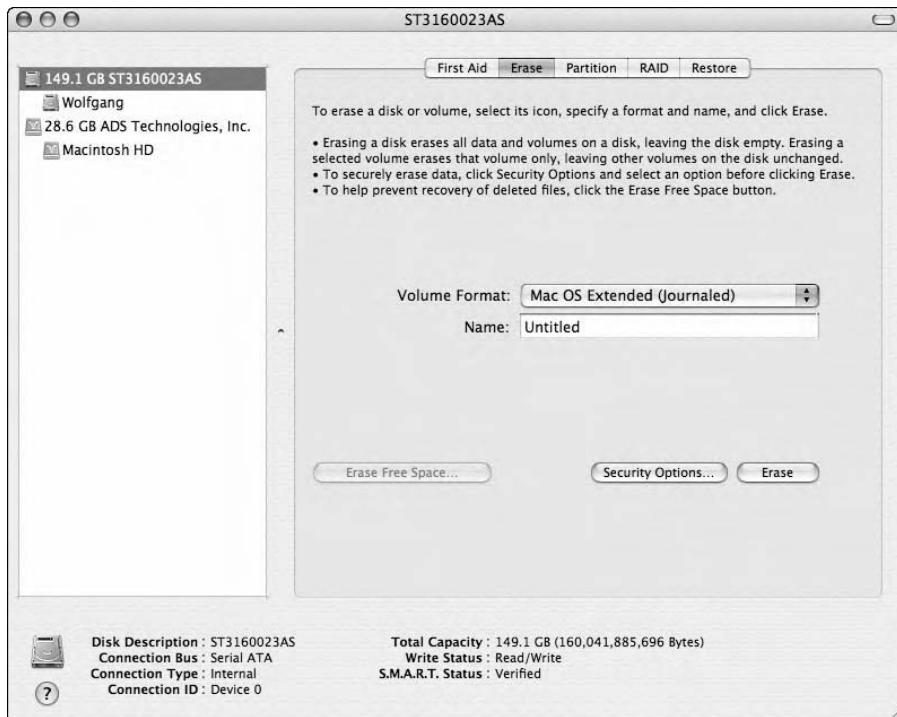 ST3160023AS
149.1 GB ST3160023AS
Wolfgang
28.6 GB ADS Technologies, Inc.
Macintosh HD
First Aid
Erase
Partition
RAID
Restore
To erase a disk or volume, select its icon, specify a format and name, and click Erase.
• Erasing a disk erases all data and volumes on a disk, leaving the disk empty. Erasing a
selected volume erases that volume only, leaving other volumes on the disk unchanged.
• To securely erase data, click Security Options and select an option before clicking Erase.
• To help prevent recovery of deleted files, click the Erase Free Space button.
Volume Format: Mac OS Extended (Journaled)
Name: Untitled
Erase Free Space...
Security Options...
Erase
Disk Description : ST3160023AS
Connection Bus : Serial ATA
Connection Type : Internal
Connection ID : Device 0
Total Capacity : 149.1 GB (160,041,885,696 Bytes)
Write Status : Read/Write
S.M.A.R.T. Status : Verified
?